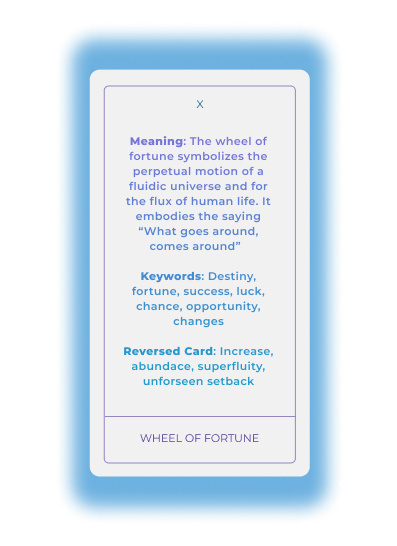 X
Meaning: The wheel of
fortune symbolizes the
perpetual motion of a
fluidic universe and for
the flux of human life. It
embodies the saying
“What goes around,
comes around”
Keywords: Destiny,
fortune, success, luck,
chance, opportunity,
changes
Reversed Card: Increase,
abundace, superfluity,
unforseen setback
WHEEL OF FORTUNE